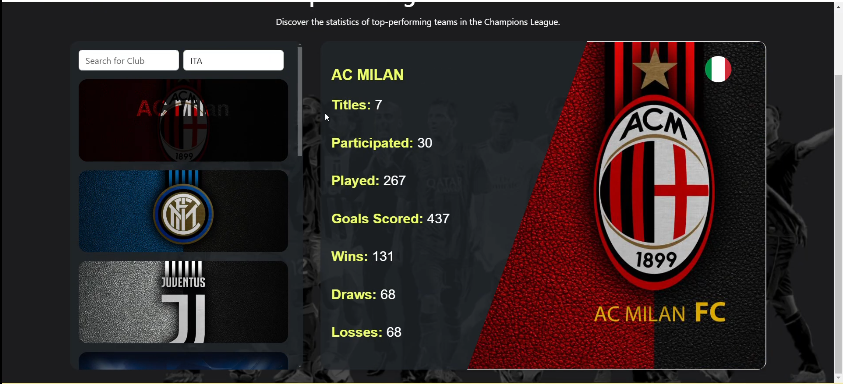 Discover the statistics of top-performing teams in the Champions League.
Search for Club
ITA
AC Milan
1899
JUVENTUS
AC MILAN
Titles: 7
Participated: 30
Played: 267
Goals Scored: 437
Wins: 131
Draws: 68
Losses: 68
ACM
1899
AC MILAN FC